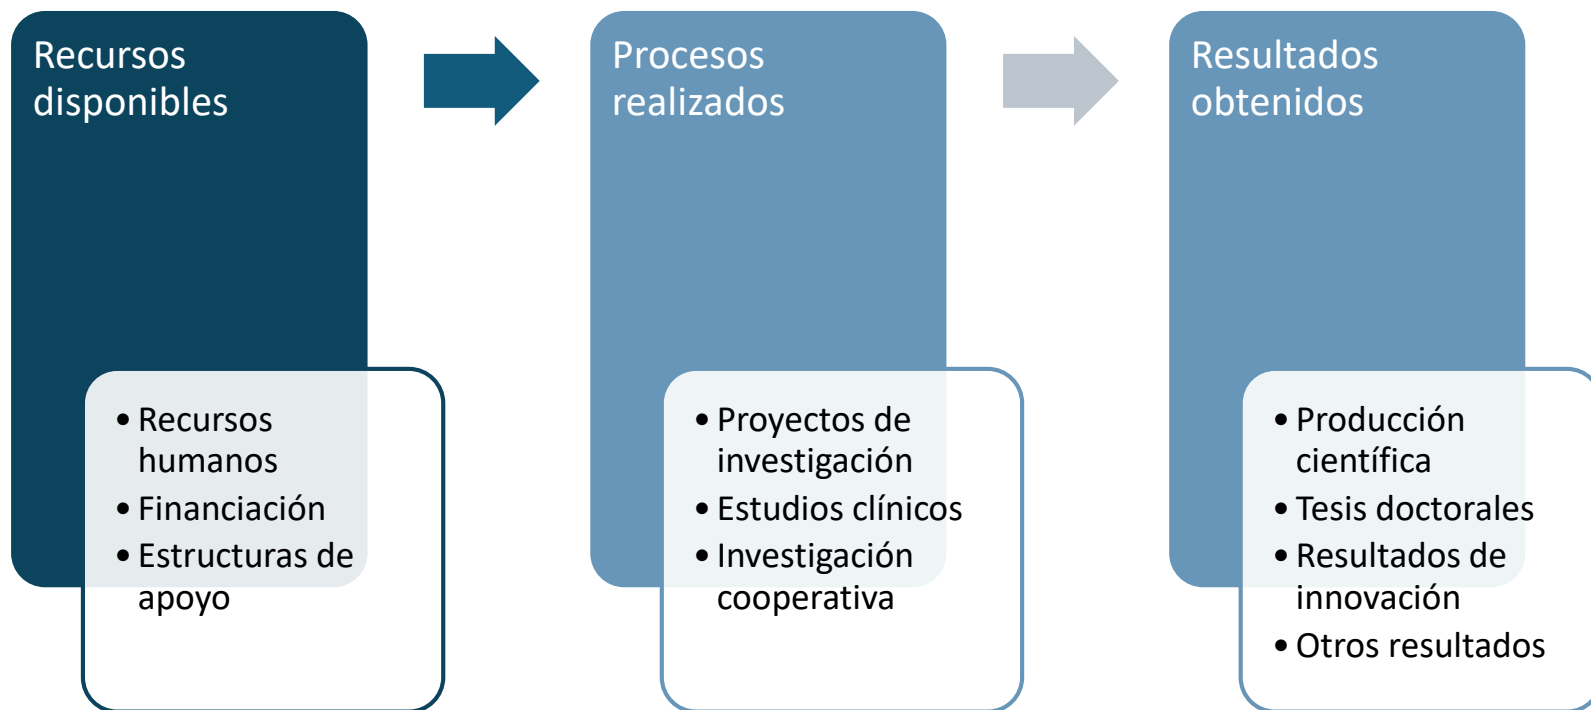 Recursos
disponibles
• Recursos
humanos
• Financiación
• Estructuras de
apoyo
Procesos
realizados
• Proyectos de
investigación
• Estudios clínicos
• Investigación
cooperativa
Resultados
obtenidos
• Producción
científica
• Tesis doctorales
• Resultados de
innovación
• Otros resultados